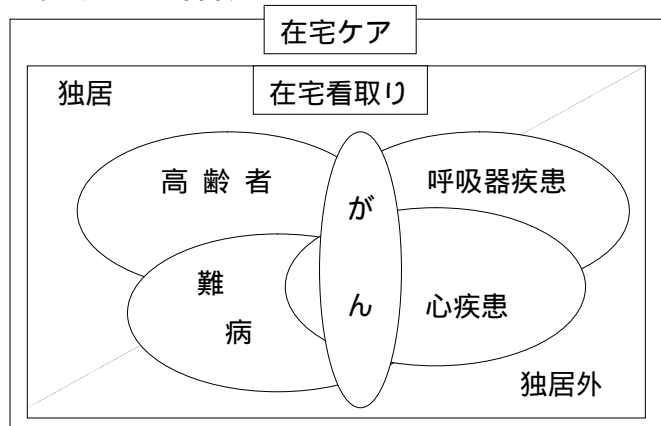 在宅ケア
独居
在宅看取り
高 齢 者
呼吸器疾患
が
ん
難
病
心疾患
独居外